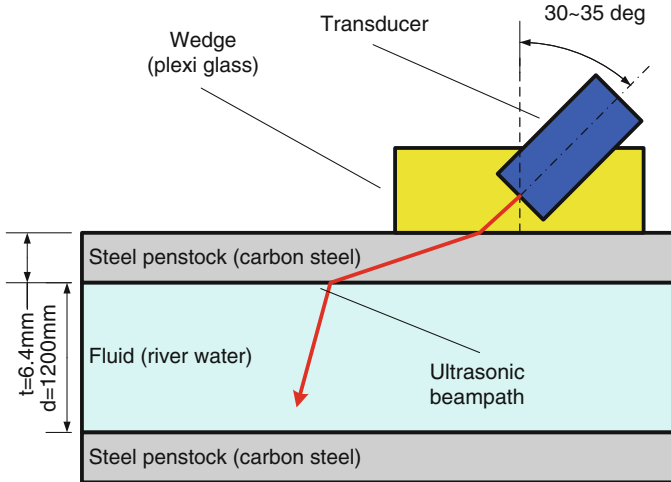 30~35 deg
Transducer
Wedge
(plexi glass)
Steel penstock (carbon steel)
Fluid (river water)
t=6.4mm
d=1200mm
Ultrasonic
beampath
Steel penstock (carbon steel)